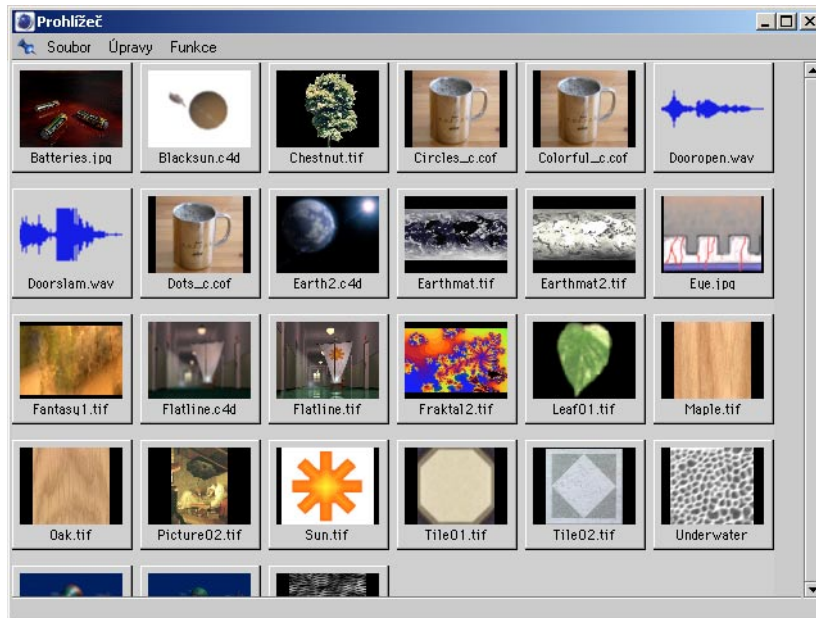 Prohlížeč
Soubor Úpravy Funkce
Batteries.jpg Blacksun.c4d Chestnut.tif Circles_c.cof Colorful_c.cof Dooropen.wav
Doorslam.wav Dots_c.cof Earth2.c4d Earthmat.tif Earthmat2.tif Eye.jpg
Fantasy1.tif Flatline.c4d Flatline.tif Fraktal2.tif Leaf01.tif Maple.tif
Oak.tif Picture02.tif Sun.tif Tile01.tif Tile02.tif Underwater